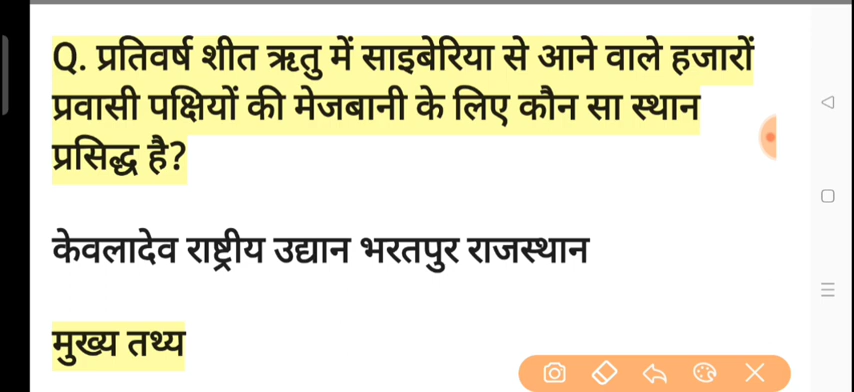 Q. प्रतिवर्ष शीत ऋतु में साइबेरिया से आने वाले हजारों
प्रवासी पक्षियों की मेजबानी के लिए कौन सा स्थान
प्रसिद्ध है?
केवलादेव राष्ट्रीय उद्यान भरतपुर राजस्थान
मुख्य तथ्य